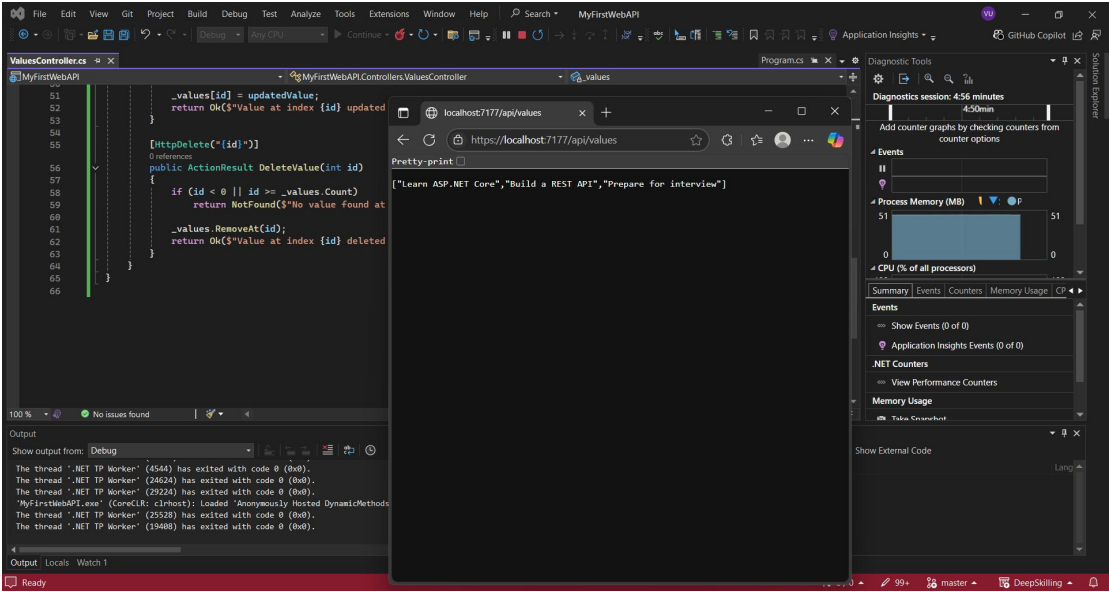 File Edit View Git Project Build Debug Test Analyze Tools Extensions Window Help Search MyFirstWebAPI VU
Debug Any CPU Continue Application Insights GitHub Copilot
ValuesController.cs Program.cs
MyFirstWebAPI MyFirstWebAPI.Controllers.ValuesController _values
51 _values[id] = updatedValue;
52 return Ok($"Value at index {id} updated
53 }
54
55 [HttpDelete("{id}")]
0 references
56 public ActionResult DeleteValue(int id)
57 {
58 if (id < 0 || id >= _values.Count)
59 return NotFound($"No value found at
60
61 _values.RemoveAt(id);
62 return Ok($"Value at index {id} deleted
63 }
64 }
65 }
66
100 % No issues found
localhost:7177/api/values
https://localhost:7177/api/values
Pretty-print
["Learn ASP.NET Core","Build a REST API","Prepare for interview"]
Diagnostic Tools
Diagnostics session: 4:56 minutes
4:50min
Add counter graphs by checking counters from
counter options
Events
Process Memory (MB) P
51 51
0 0
CPU (% of all processors)
Summary Events Counters Memory Usage CP
Events
Show Events (0 of 0)
Application Insights Events (0 of 0)
.NET Counters
View Performance Counters
Memory Usage
Take Snapshot
Solution Explorer
Output
Show output from: Debug
The thread '.NET TP Worker' (4544) has exited with code 0 (0x0).
The thread '.NET TP Worker' (24624) has exited with code 0 (0x0).
The thread '.NET TP Worker' (29224) has exited with code 0 (0x0).
'MyFirstWebAPI.exe' (CoreCLR: clrhost): Loaded 'Anonymously Hosted DynamicMethods
The thread '.NET TP Worker' (25528) has exited with code 0 (0x0).
The thread '.NET TP Worker' (19408) has exited with code 0 (0x0).
Show External Code
Lang
Output Locals Watch 1
Ready 0 99+ master DeepSkilling